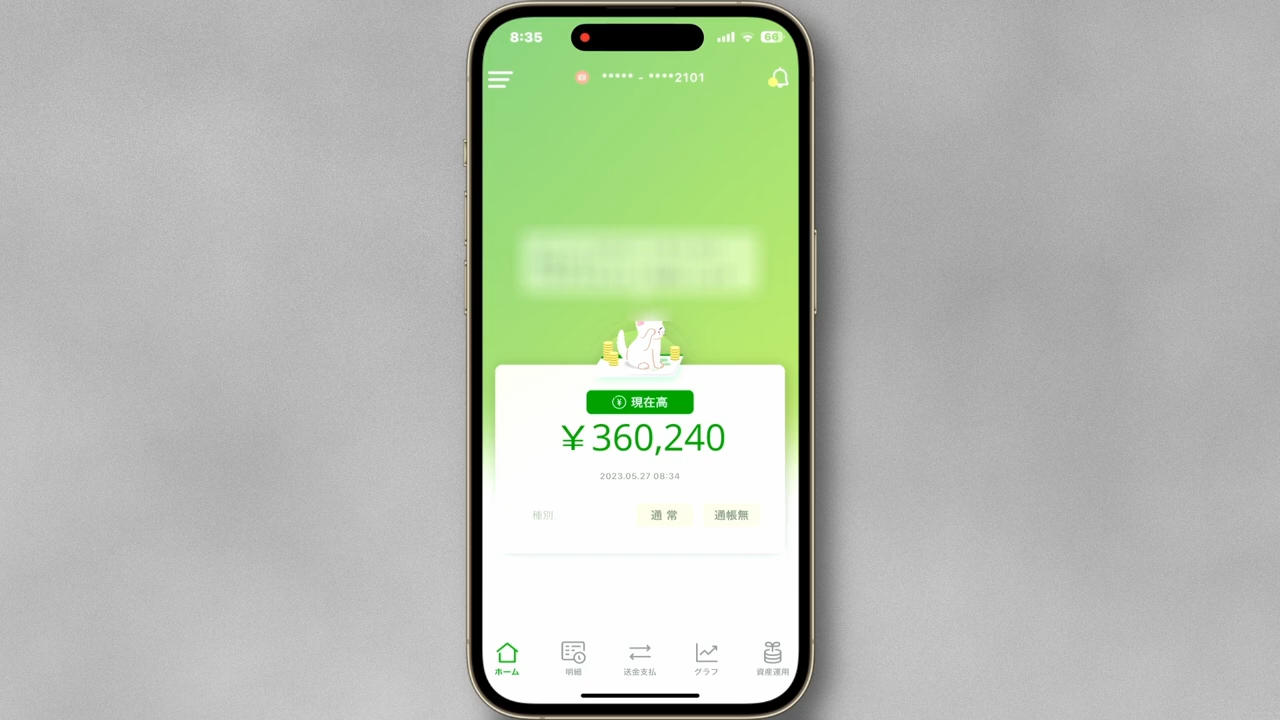 8:35
66
***** - ****2101
¥ 現在高
¥360,240
2023.05.27 08:34
種別 通 常 通帳無
ホーム 明細 送金支払 グラフ 資産運用